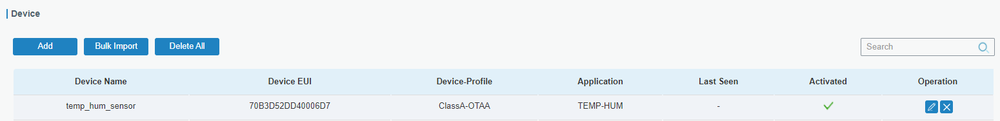 Device
Add Bulk Import Delete All Search
Device Name Device EUI Device-Profile Application Last Seen Activated Operation
temp_hum_sensor 70B3D52DD40006D7 ClassA-OTAA TEMP-HUM -